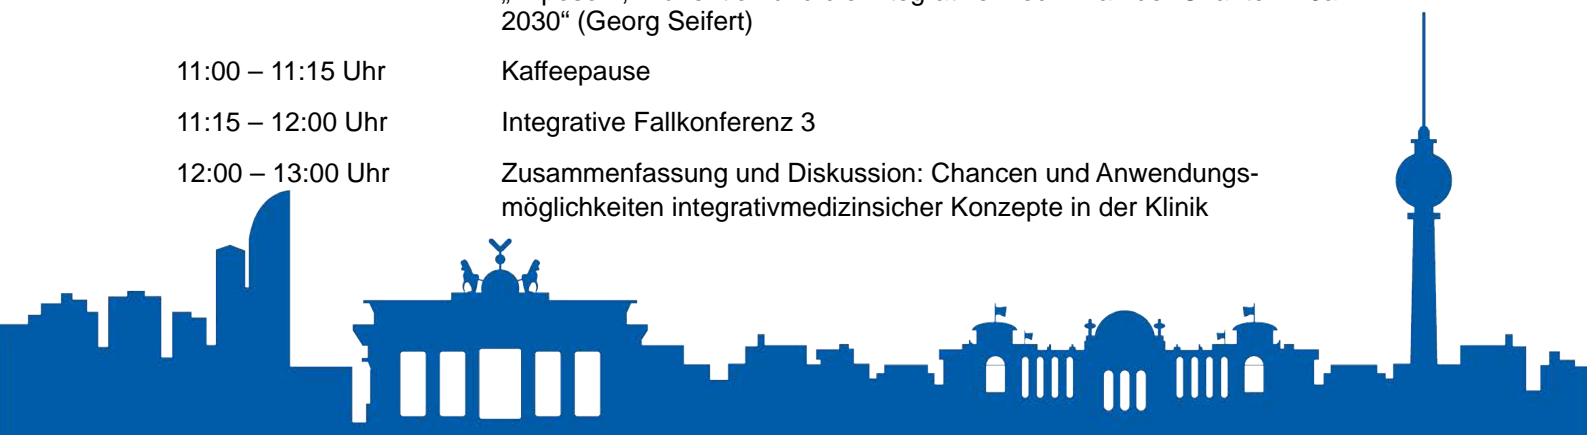 2030“ (Georg Seifert)
11:00 – 11:15 Uhr Kaffeepause
11:15 – 12:00 Uhr Integrative Fallkonferenz 3
12:00 – 13:00 Uhr Zusammenfassung und Diskussion: Chancen und Anwendungs-
möglichkeiten integrativmedizinsicher Konzepte in der Klinik